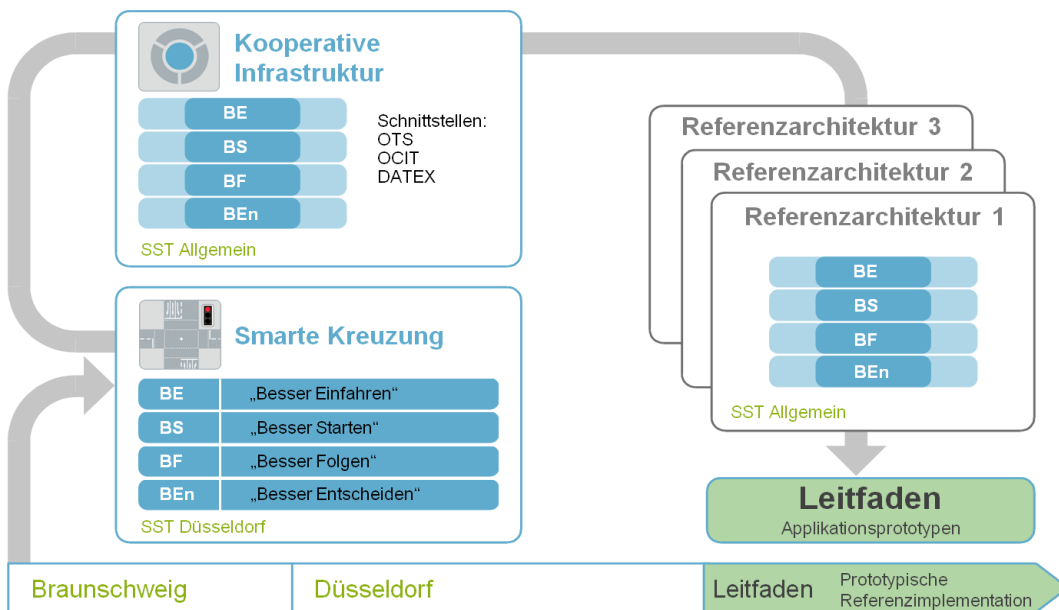 Kooperative
Infrastruktur
BE
BS
BF
BEn
Schnittstellen:
OTS
OCIT
DATEX
SST Allgemein
Smarte Kreuzung
BE „Besser Einfahren“
BS „Besser Starten“
BF „Besser Folgen“
BEn „Besser Entscheiden“
SST Düsseldorf
Referenzarchitektur 3
Referenzarchitektur 2
Referenzarchitektur 1
BE
BS
BF
BEn
SST Allgemein
Leitfaden
Applikationsprototypen
Braunschweig
Düsseldorf
Leitfaden
Prototypische
Referenzimplementation